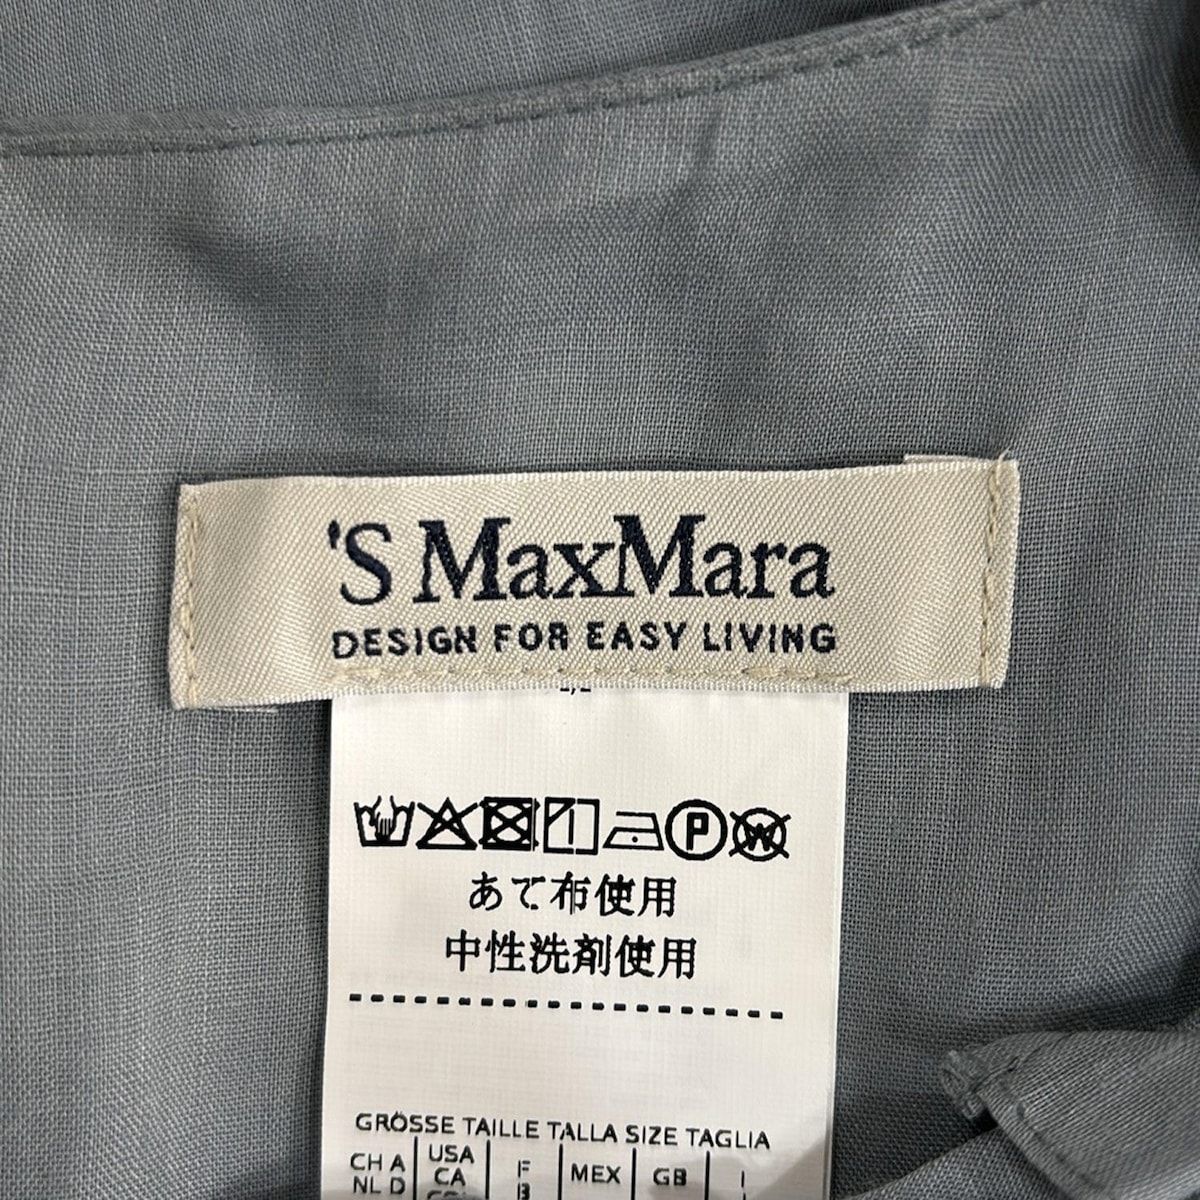 'S MaxMara
DESIGN FOR EASY LIVING
P W
あて布使用
中性洗剤使用
GRÖSSE TAILLE TALLA SIZE TAGLIA
CH A USA F MEX GB I
NL D CA B